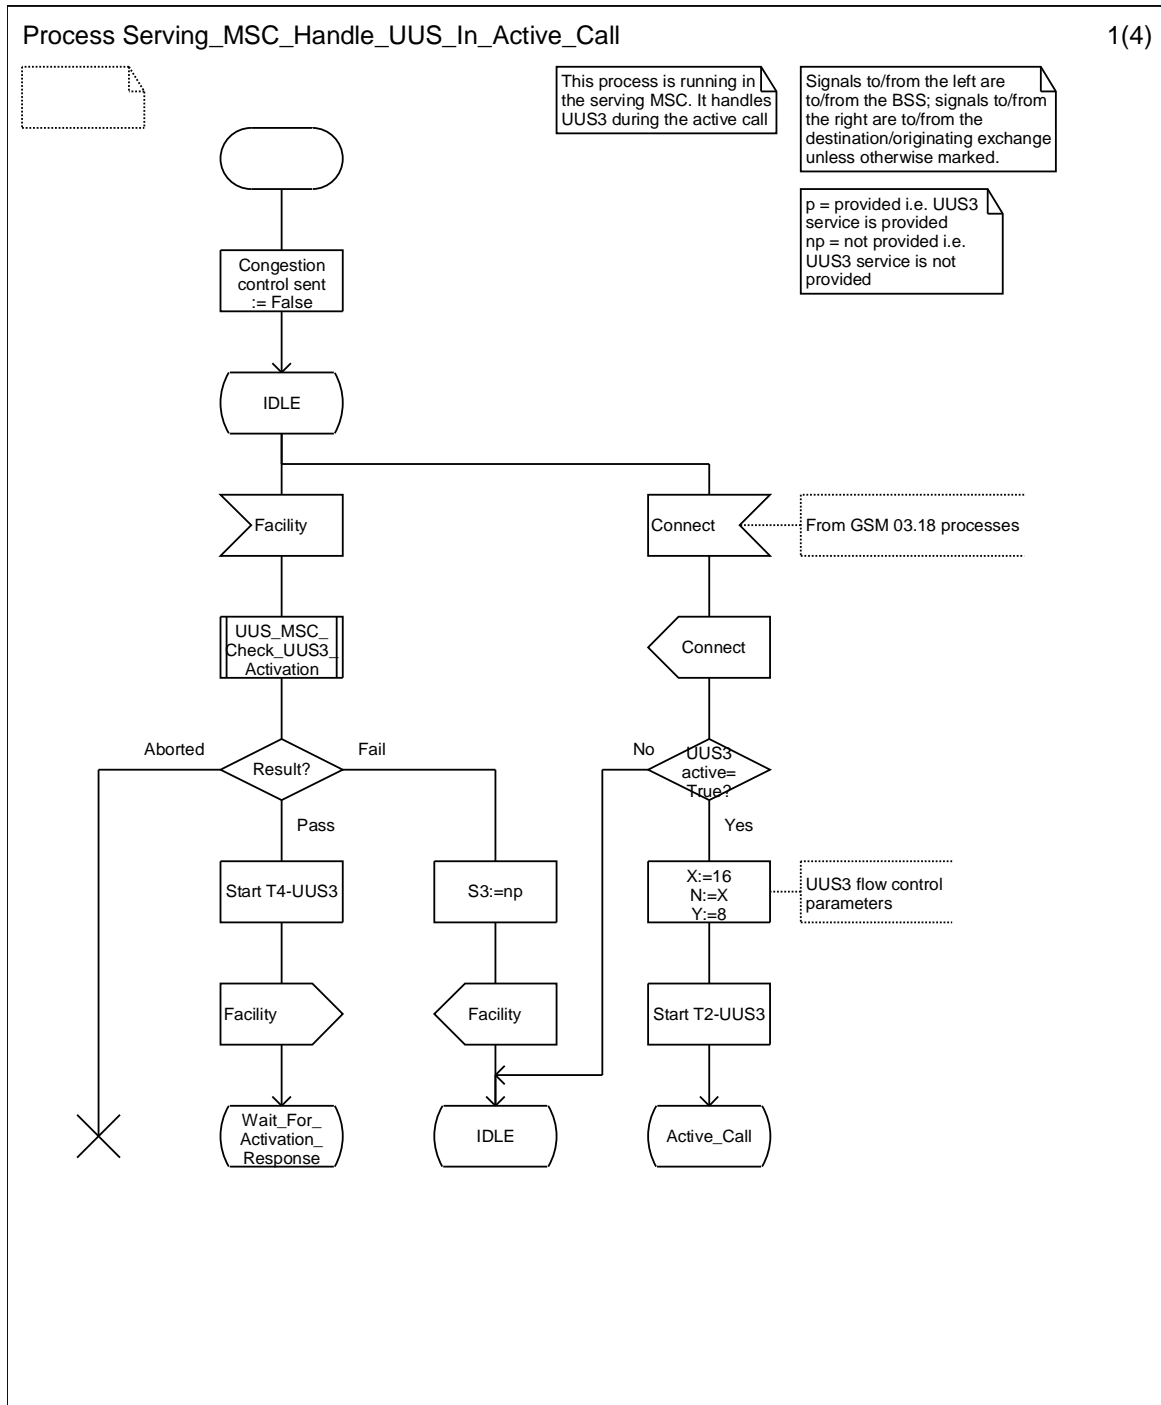 Process Serving_MSC_Handle_UUS_In_Active_Call
1(4)
This process is running in
the serving MSC. It handles
UUS3 during the active call
Signals to/from the left are
to/from the BSS; signals to/from
the right are to/from the
destination/originating exchange
unless otherwise marked.
p = provided i.e. UUS3
service is provided
np = not provided i.e.
UUS3 service is not
provided
Congestion
control sent
:= False
IDLE
Facility
Connect
From GSM 03.18 processes
UUS_MSC_
Check_UUS3_
Activation
Connect
Aborted
Result?
Fail
No
UUS3
active=
True?
Pass
Yes
Start T4-UUS3
S3:=np
X:=16
N:=X
Y:=8
UUS3 flow control
parameters
Facility
Facility
Start T2-UUS3
Wait_For_
Activation_
Response
IDLE
Active_Call